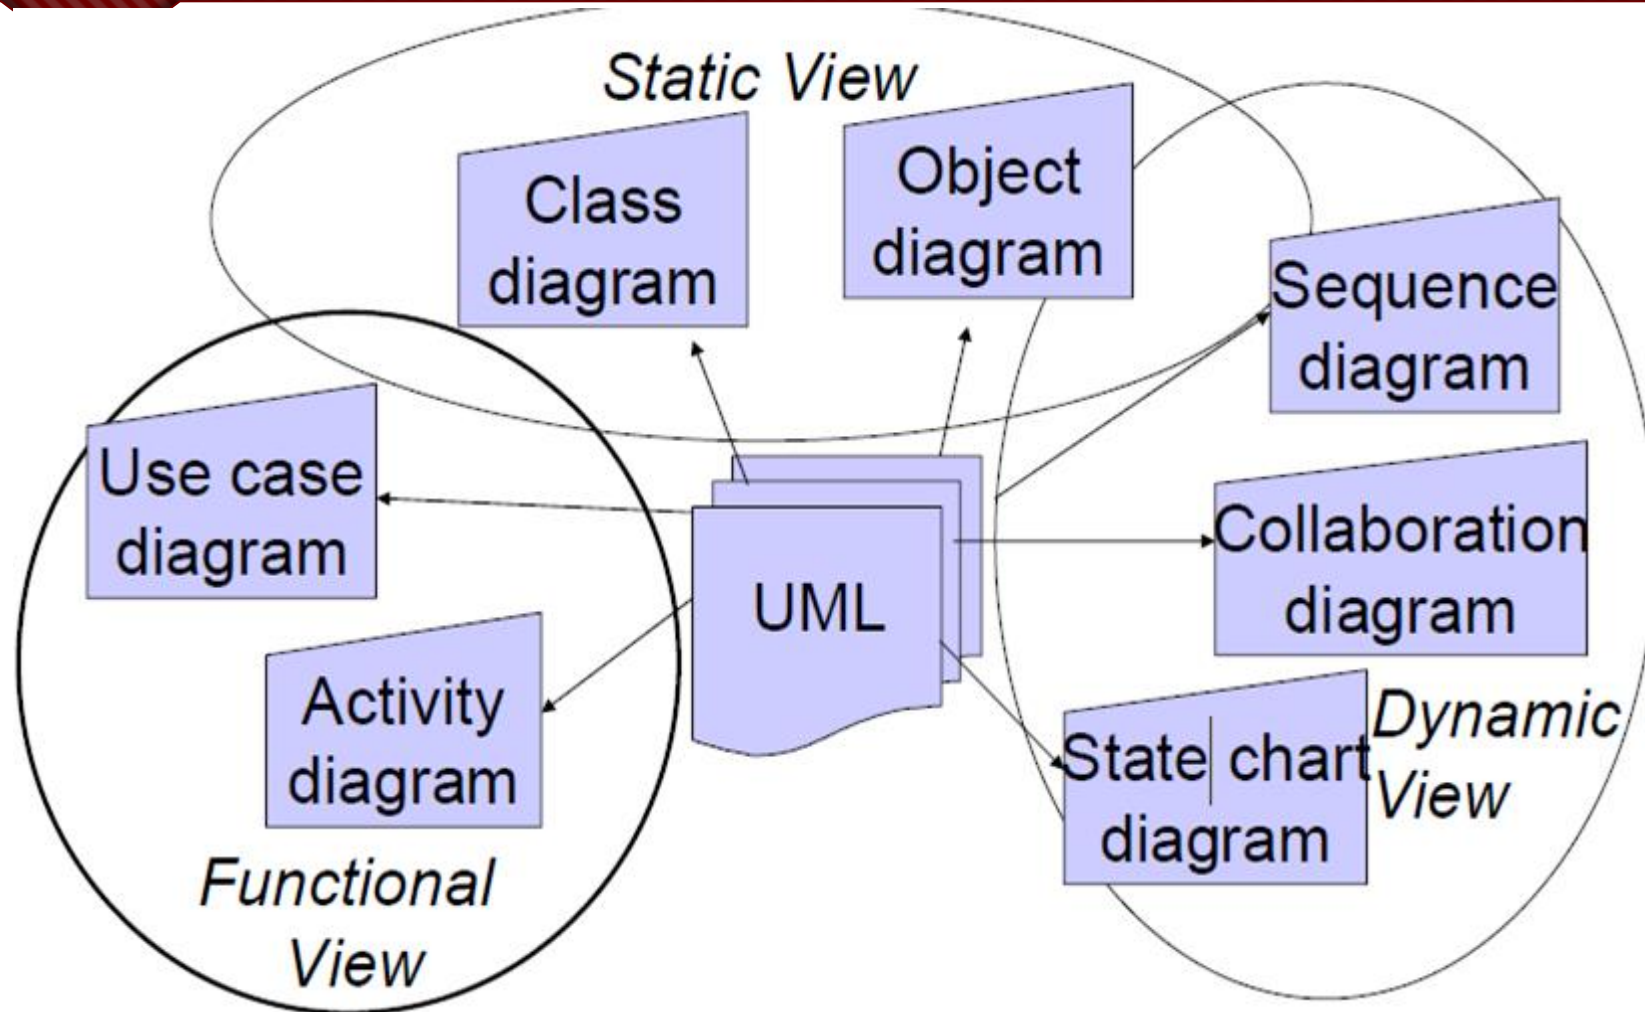 Static View
Class
diagram
Object
diagram
Sequence
diagram
Use case
diagram
Collaboration
diagram
UML
Activity
diagram
State chart
diagram
Dynamic
View
Functional
View